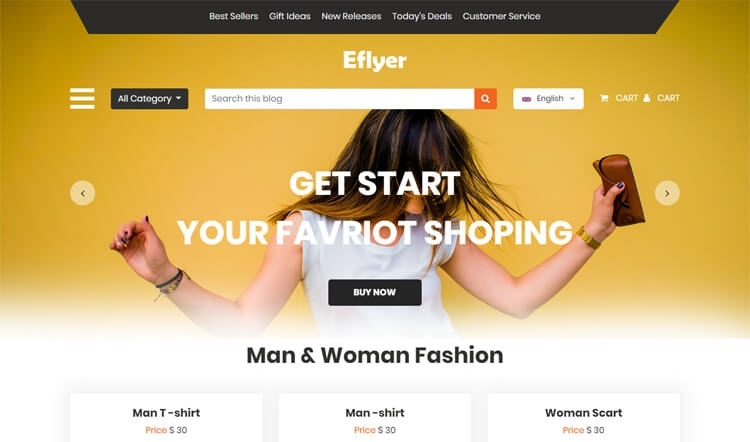 Best Sellers Gift Ideas New Releases Today's Deals Customer Service
Eflyer
All Category Search this blog English CART CART
GET START
YOUR FAVRIOT SHOPING
BUY NOW
Man & Woman Fashion
Man T -shirt Man -shirt Woman Scart
Price $ 30 Price $ 30 Price $ 30